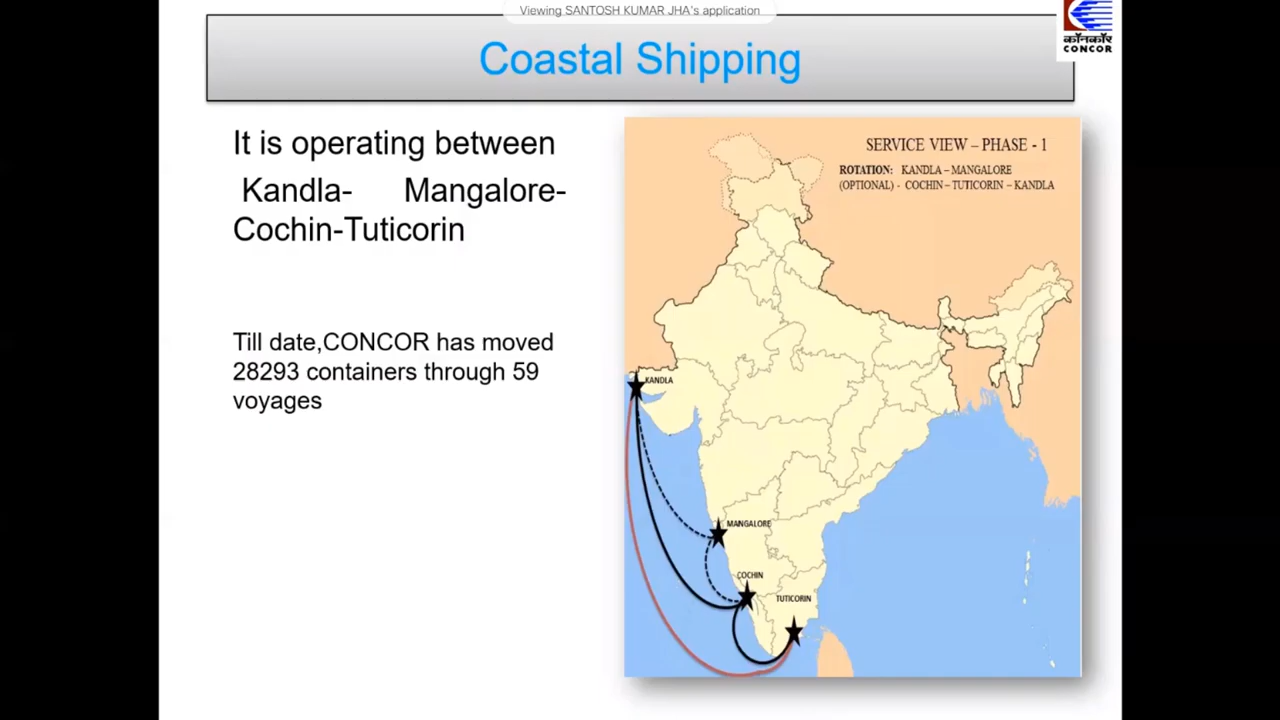 Viewing SANTOSH KUMAR JHA's application
कॉनकॉर
CONCOR
Coastal Shipping
It is operating between
Kandla- Mangalore-
Cochin-Tuticorin
Till date,CONCOR has moved
28293 containers through 59
voyages
SERVICE VIEW – PHASE - 1
ROTATION: KANDLA – MANGALORE
(OPTIONAL) - COCHIN – TUTICORIN – KANDLA
KANDLA
MANGALORE
COCHIN
TUTICORIN